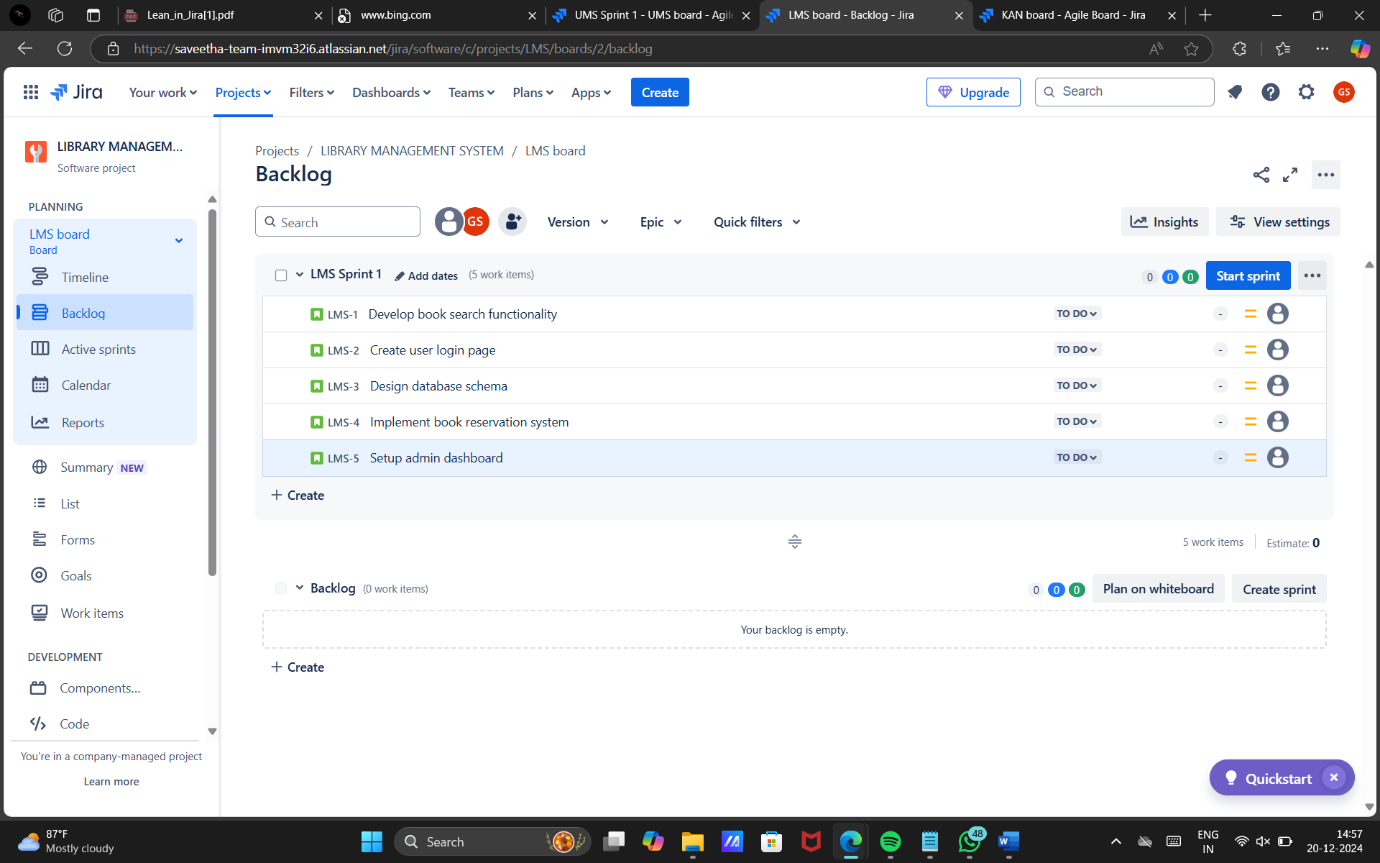 Lean_in_Jira[1].pdf
www.bing.com
UMS Sprint 1 - UMS board - Agile
LMS board - Backlog - Jira
KAN board - Agile Board - Jira
https://saveetha-team-imvm32i6.atlassian.net/jira/software/c/projects/LMS/boards/2/backlog
Jira
Your work
Projects
Filters
Dashboards
Teams
Plans
Apps
Create
Upgrade
Search
GS
LIBRARY MANAGEM...
Software project
PLANNING
LMS board
Board
Timeline
Backlog
Active sprints
Calendar
Reports
Summary NEW
List
Forms
Goals
Work items
DEVELOPMENT
Components...
Code
You're in a company-managed project
Learn more
Projects / LIBRARY MANAGEMENT SYSTEM / LMS board
Backlog
Search
GS
Version
Epic
Quick filters
Insights
View settings
LMS Sprint 1 Add dates (5 work items) 0 0 0 Start sprint
LMS-1 Develop book search functionality TO DO -
LMS-2 Create user login page TO DO -
LMS-3 Design database schema TO DO -
LMS-4 Implement book reservation system TO DO -
LMS-5 Setup admin dashboard TO DO -
+ Create
5 work items Estimate: 0
Backlog (0 work items) 0 0 0 Plan on whiteboard Create sprint
Your backlog is empty.
+ Create
Quickstart
87°F
Mostly cloudy
Search
48
ENG
IN
14:57
20-12-2024